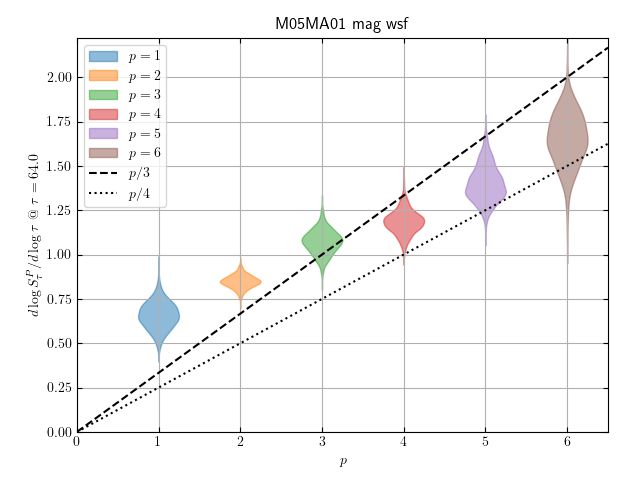 M05MA01 mag wsf
p = 1
p = 2
p = 3
p = 4
p = 5
p = 6
p/3
p/4
d log S_τ^P / d log τ @ τ = 64.0
2.00
1.75
1.50
1.25
1.00
0.75
0.50
0.25
0.00
0 1 2 3 4 5 6
p